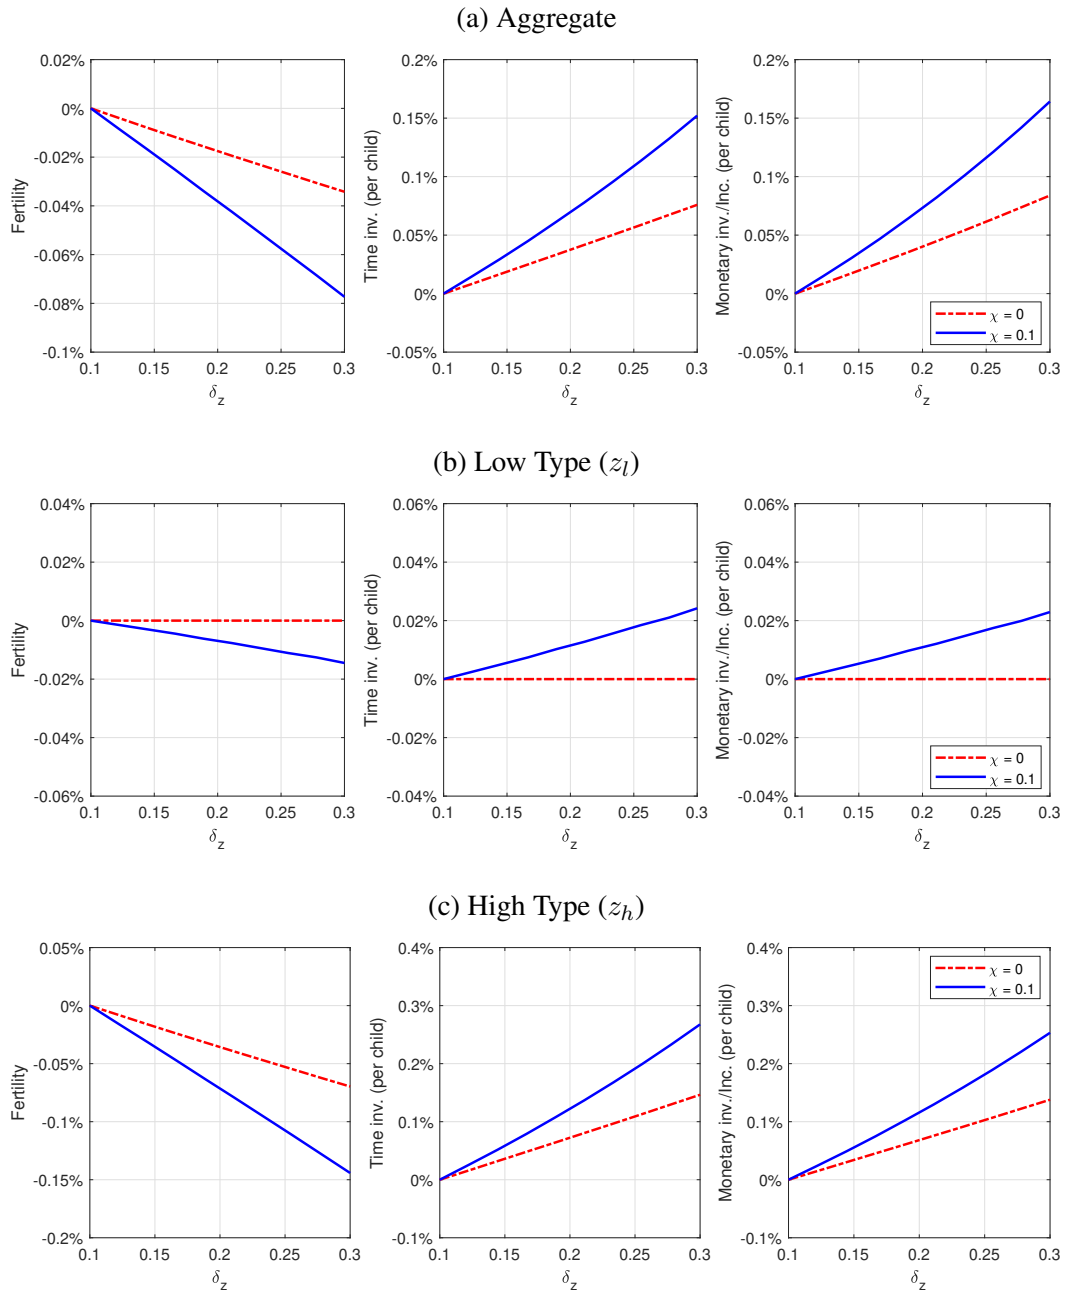 (a) Aggregate
0.02%
0%
-0.02%
-0.04%
-0.06%
-0.08%
-0.1%
Fertility
0.1 0.15 0.2 0.25 0.3
δ_z
0.2%
0.15%
0.1%
0.05%
0%
-0.05%
Time inv. (per child)
0.1 0.15 0.2 0.25 0.3
δ_z
0.2%
0.15%
0.1%
0.05%
0%
-0.05%
Monetary inv./Inc. (per child)
χ = 0
χ = 0.1
0.1 0.15 0.2 0.25 0.3
δ_z
(b) Low Type (z_l)
0.04%
0.02%
0%
-0.02%
-0.04%
-0.06%
Fertility
0.1 0.15 0.2 0.25 0.3
δ_z
0.06%
0.04%
0.02%
0%
-0.02%
-0.04%
Time inv. (per child)
0.1 0.15 0.2 0.25 0.3
δ_z
0.06%
0.04%
0.02%
0%
-0.02%
-0.04%
Monetary inv./Inc. (per child)
χ = 0
χ = 0.1
0.1 0.15 0.2 0.25 0.3
δ_z
(c) High Type (z_h)
0.05%
0%
-0.05%
-0.1%
-0.15%
-0.2%
Fertility
0.1 0.15 0.2 0.25 0.3
δ_z
0.4%
0.3%
0.2%
0.1%
0%
-0.1%
Time inv. (per child)
0.1 0.15 0.2 0.25 0.3
δ_z
0.4%
0.3%
0.2%
0.1%
0%
-0.1%
Monetary inv./Inc. (per child)
χ = 0
χ = 0.1
0.1 0.15 0.2 0.25 0.3
δ_z